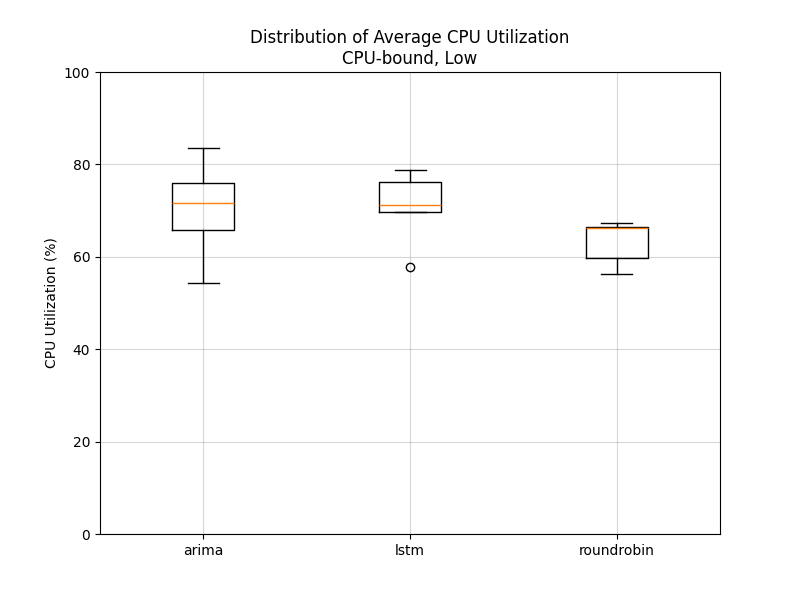 Distribution of Average CPU Utilization
CPU-bound, Low
100
80
60
40
20
0
CPU Utilization (%)
arima
lstm
roundrobin